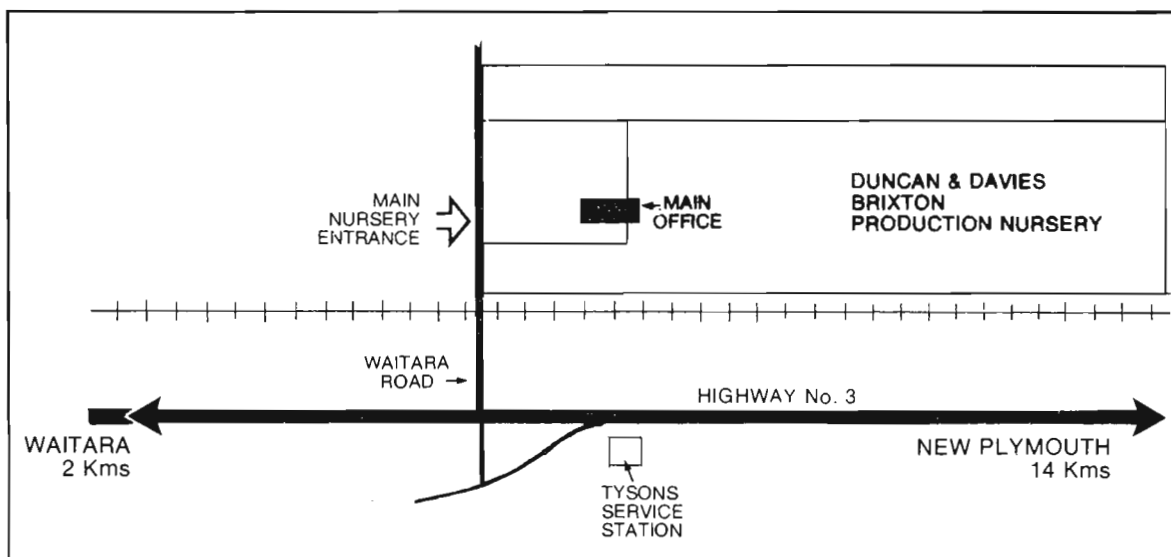 MAIN
NURSERY
ENTRANCE
MAIN
OFFICE
DUNCAN & DAVIES
BRIXTON
PRODUCTION NURSERY
WAITARA
ROAD
HIGHWAY No. 3
WAITARA
2 Kms
NEW PLYMOUTH
14 Kms
TYSONS
SERVICE
STATION